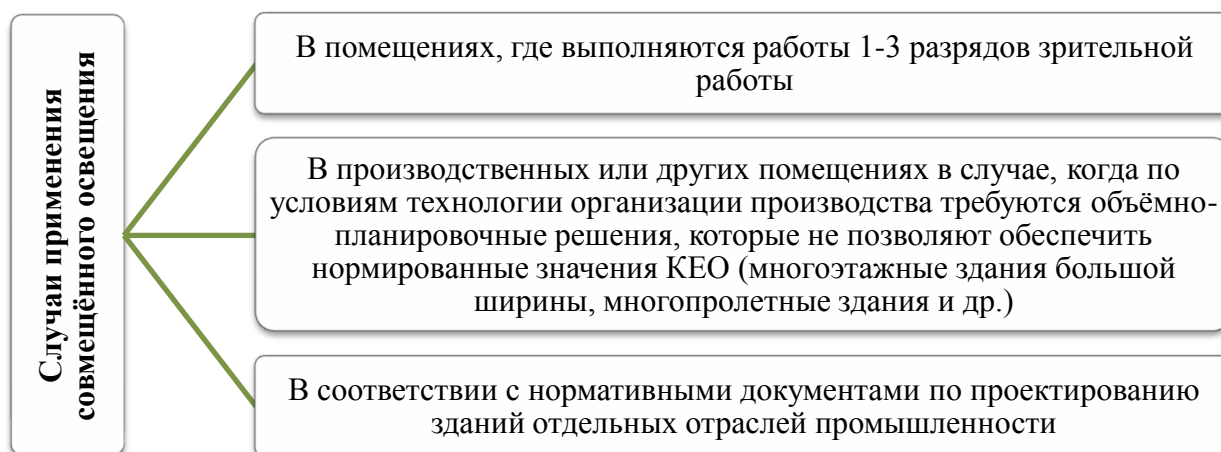 Случаи применения
совмещённого освещения
В помещениях, где выполняются работы 1-3 разрядов зрительной
работы
В производственных или других помещениях в случае, когда по
условиям технологии организации производства требуются объёмно-
планировочные решения, которые не позволяют обеспечить
нормированные значения КЕО (многоэтажные здания большой
ширины, многопролетные здания и др.)
В соответствии с нормативными документами по проектированию
зданий отдельных отраслей промышленности